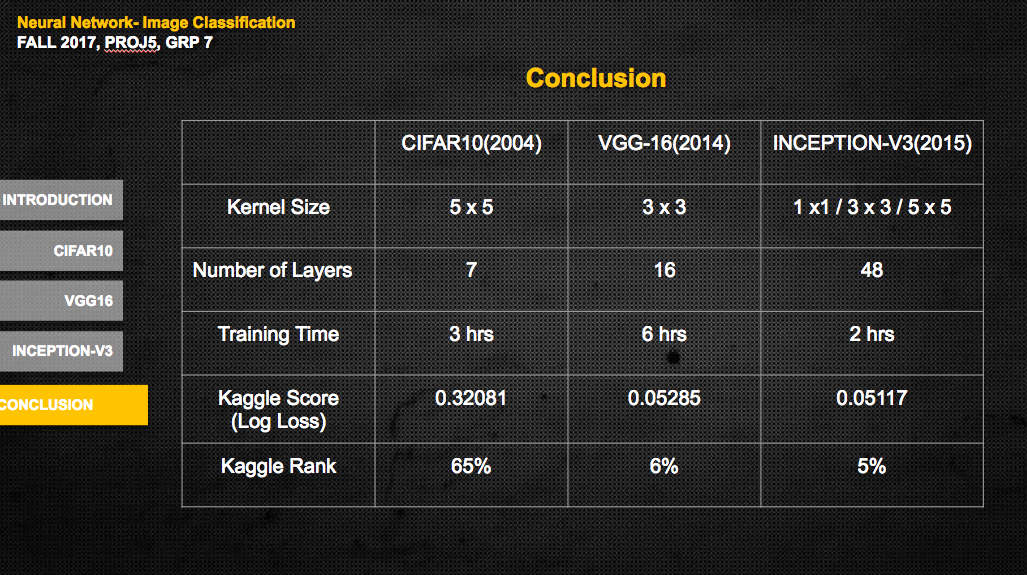 Neural Network- Image Classification
FALL 2017, PROJ5, GRP 7
Conclusion
INTRODUCTION
CIFAR10
VGG16
INCEPTION-V3
CONCLUSION
CIFAR10(2004) VGG-16(2014) INCEPTION-V3(2015)
Kernel Size 5 x 5 3 x 3 1 x1 / 3 x 3 / 5 x 5
Number of Layers 7 16 48
Training Time 3 hrs 6 hrs 2 hrs
Kaggle Score 0.32081 0.05285 0.05117
(Log Loss)
Kaggle Rank 65% 6% 5%